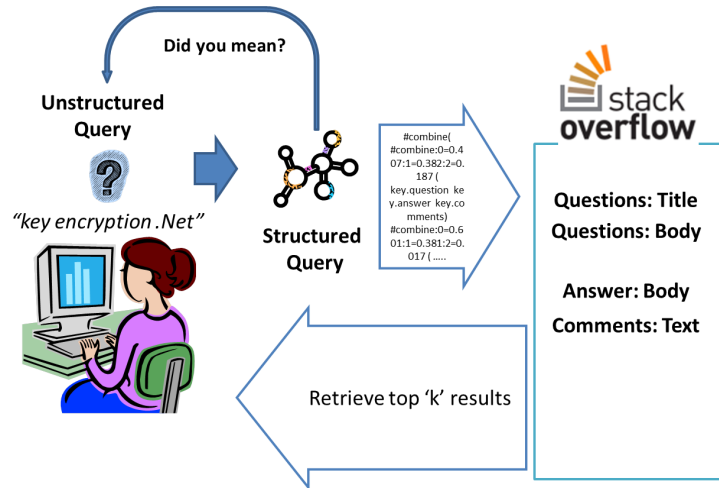 Did you mean?
Unstructured
Query
?
“key encryption .Net”
Structured
Query
#combine(
#combine:0=0.4
07:1=0.382:2=0.
187 (
key.question ke
y.answer key.co
mments)
#combine:0=0.6
01:1=0.381:2=0.
017 ( …..
stack
overflow
Questions: Title
Questions: Body
Answer: Body
Comments: Text
Retrieve top ‘k’ results